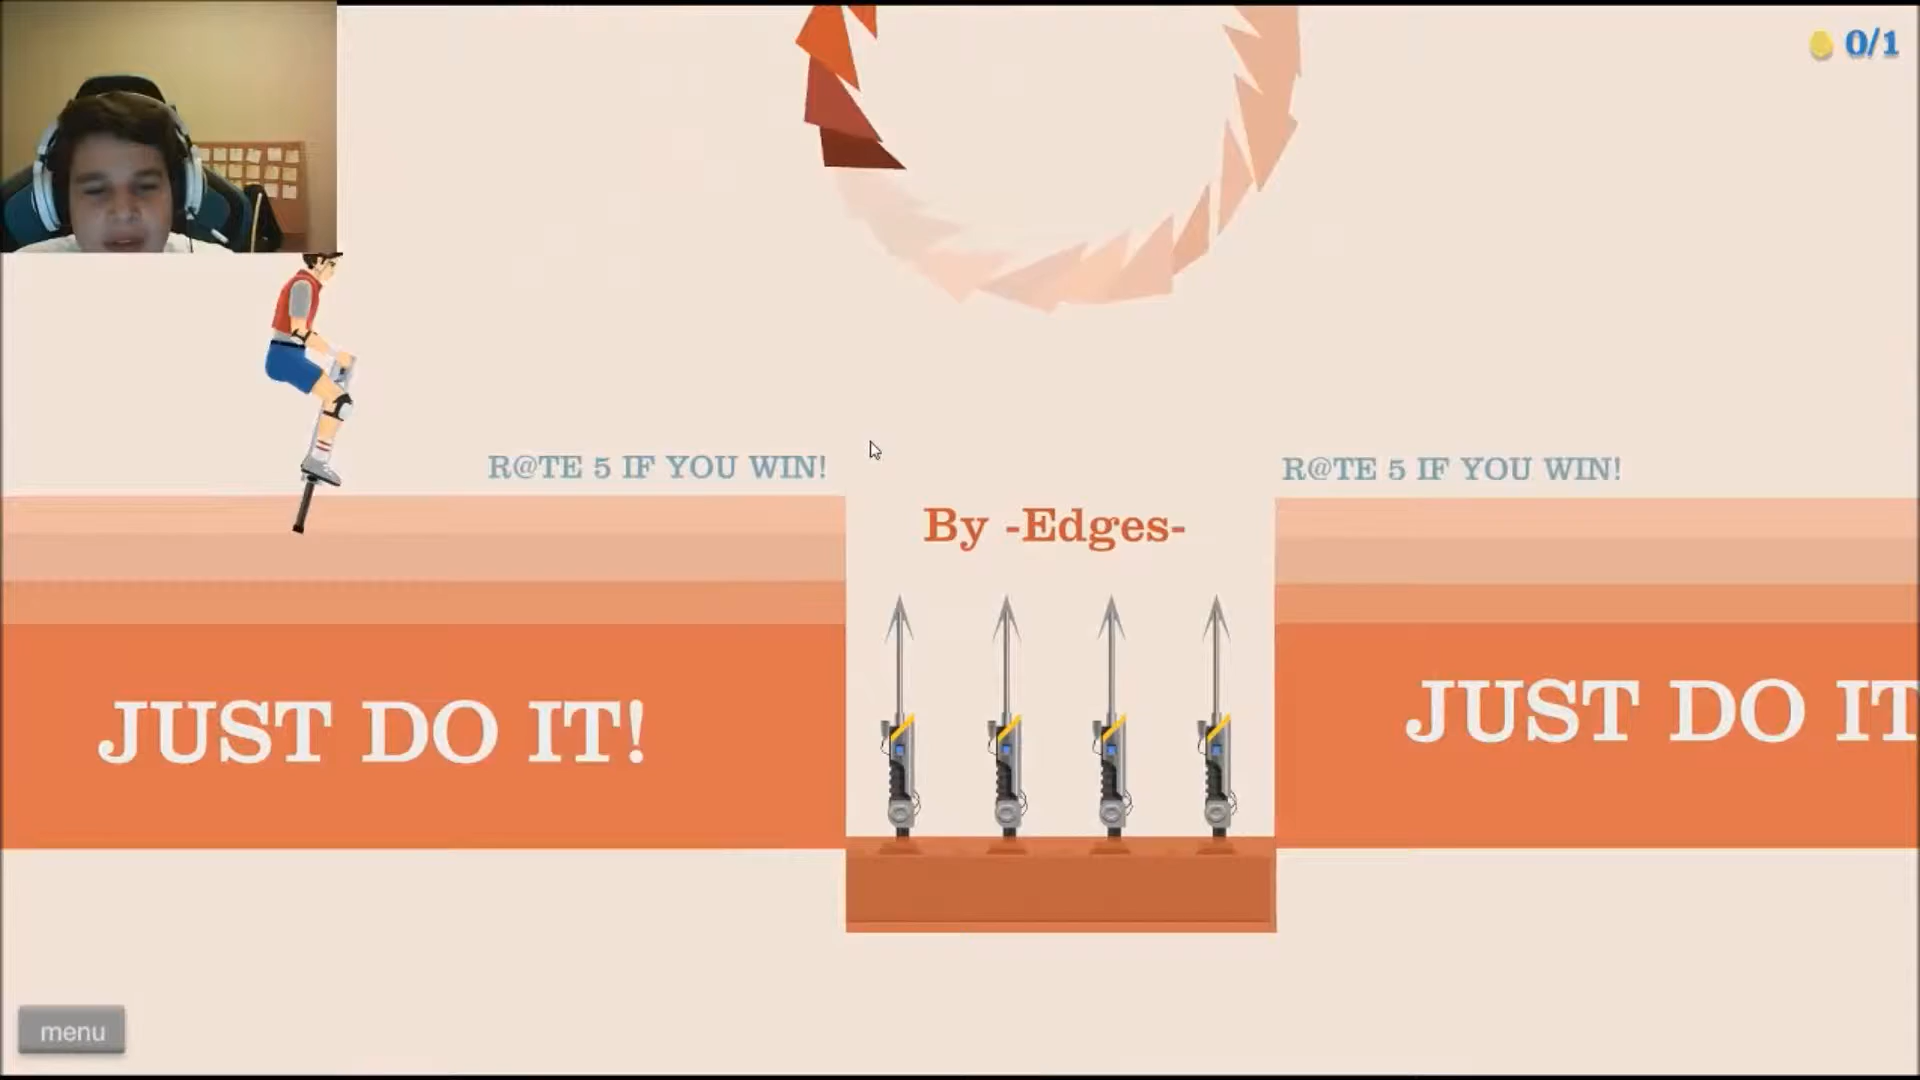 0/1
R@TE 5 IF YOU WIN!
R@TE 5 IF YOU WIN!
By -Edges-
JUST DO IT!
JUST DO IT
menu